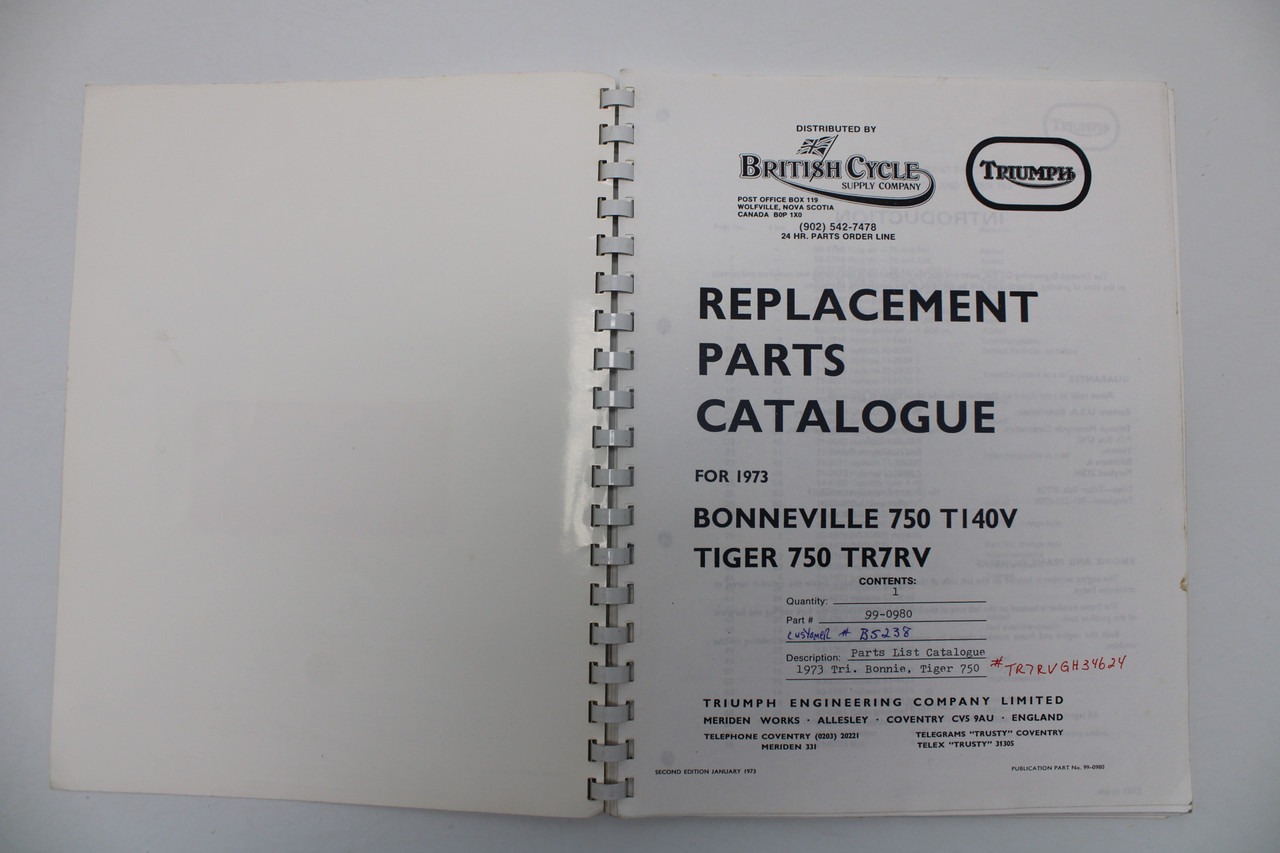 DISTRIBUTED BY
BRITISH CYCLE
SUPPLY COMPANY
POST OFFICE BOX 119
WOLFVILLE, NOVA SCOTIA
CANADA B0P 1X0
(902) 542-7478
24 HR. PARTS ORDER LINE
TRIUMPH
REPLACEMENT
PARTS
CATALOGUE
FOR 1973
BONNEVILLE 750 T140V
TIGER 750 TR7RV
CONTENTS:
Quantity: 1
Part # 99-0980
CUSTOMER # B5238
Description: Parts List Catalogue
1973 Tri. Bonnie, Tiger 750 #TR7RVGH34624
TRIUMPH ENGINEERING COMPANY LIMITED
MERIDEN WORKS · ALLESLEY · COVENTRY CV5 9AU · ENGLAND
TELEPHONE COVENTRY (0203) 20221 TELEGRAMS "TRUSTY" COVENTRY
MERIDEN 331 TELEX "TRUSTY" 31305
SECOND EDITION JANUARY 1973 PUBLICATION PART No. 99-0980